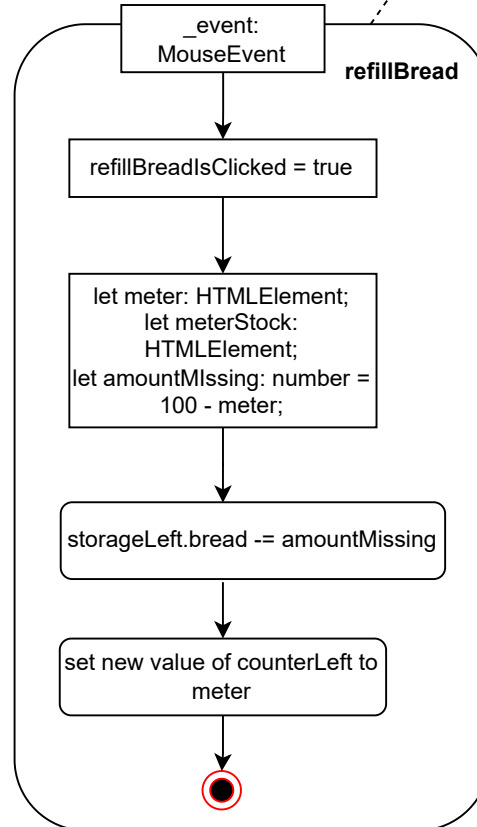 _event:
MouseEvent
refillBread
refillBreadIsClicked = true
let meter: HTMLElement;
let meterStock:
HTMLElement;
let amountMIssing: number =
100 - meter;
storageLeft.bread -= amountMissing
set new value of counterLeft to
meter